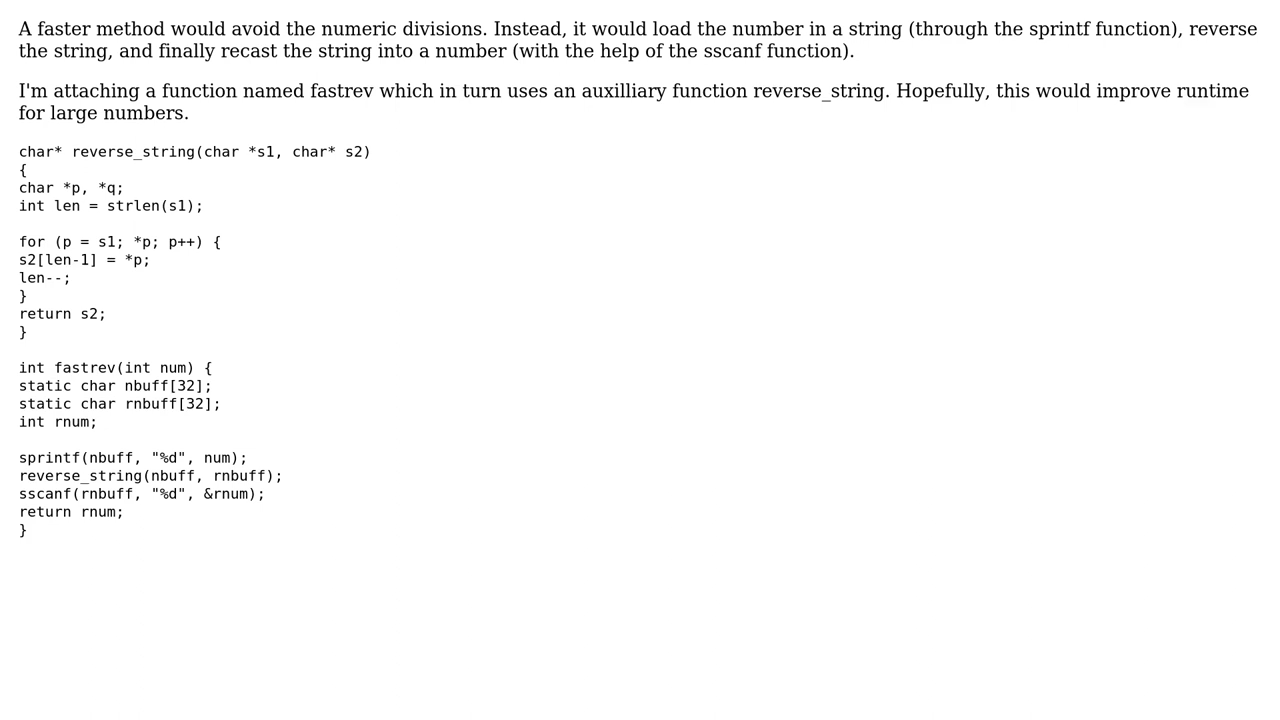 A faster method would avoid the numeric divisions. Instead, it would load the number in a string (through the sprintf function), reverse
the string, and finally recast the string into a number (with the help of the sscanf function).
I'm attaching a function named fastrev which in turn uses an auxilliary function reverse_string. Hopefully, this would improve runtime
for large numbers.
char* reverse_string(char *s1, char* s2)
{
char *p, *q;
int len = strlen(s1);
for (p = s1; *p; p++) {
s2[len-1] = *p;
len--;
}
return s2;
}
int fastrev(int num) {
static char nbuff[32];
static char rnbuff[32];
int rnum;
sprintf(nbuff, "%d", num);
reverse_string(nbuff, rnbuff);
sscanf(rnbuff, "%d", &rnum);
return rnum;
}